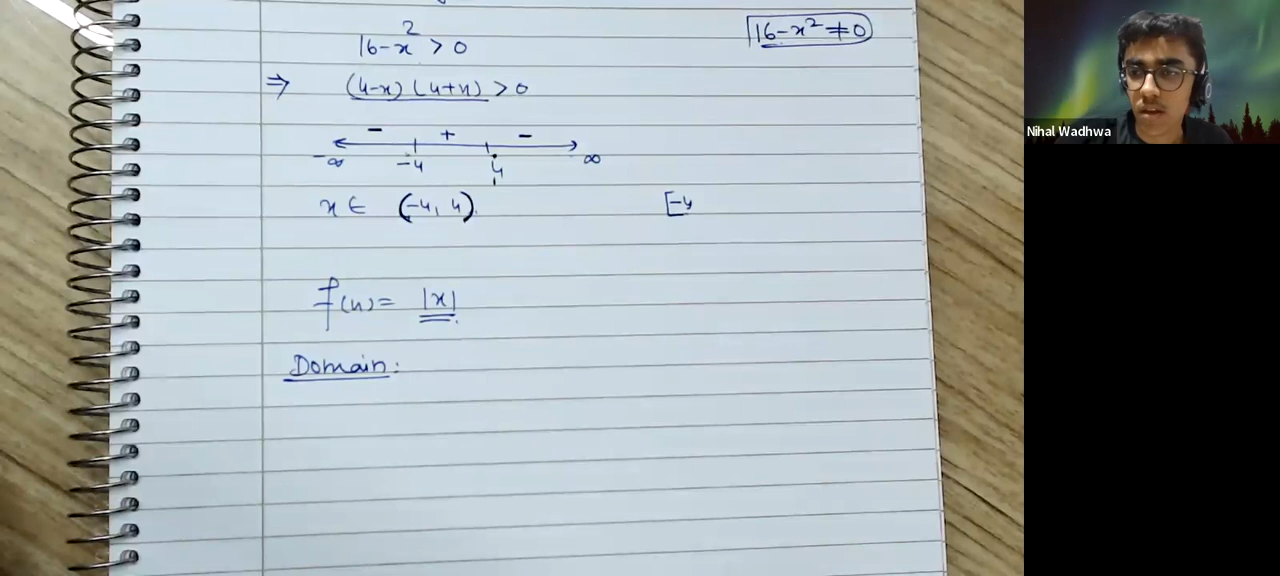 16-x² > 0
16-x² ≠ 0
⇒ (4-x) (4+x) > 0
- + -
-∞ -4 4 ∞
x ∈ (-4, 4).
[-4
f(x) = |x|
Domain:
Nihal Wadhwa